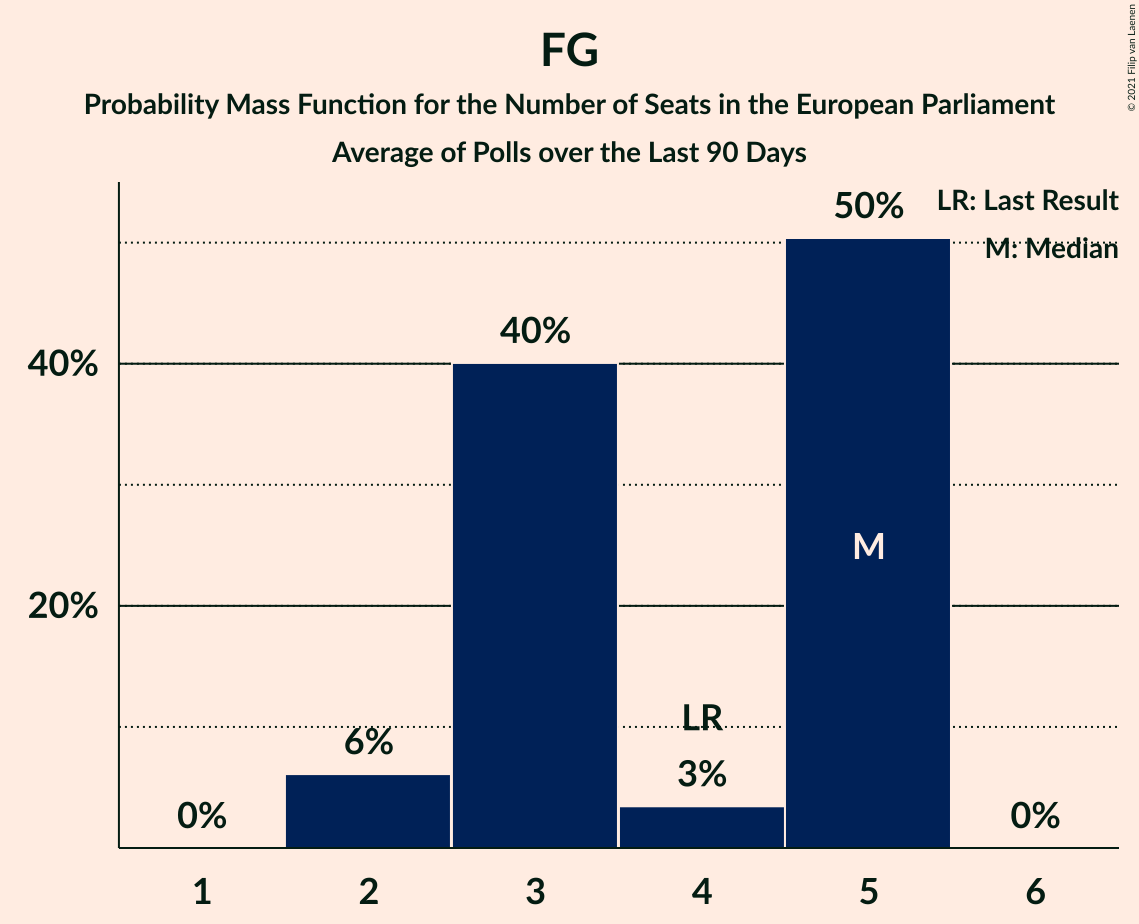 FG
Probability Mass Function for the Number of Seats in the European Parliament
Average of Polls over the Last 90 Days
© 2021 Filip van Laenen
LR: Last Result
M: Median
50%
40%
40%
M
20%
LR
6%
3%
0%
0%
1 2 3 4 5 6